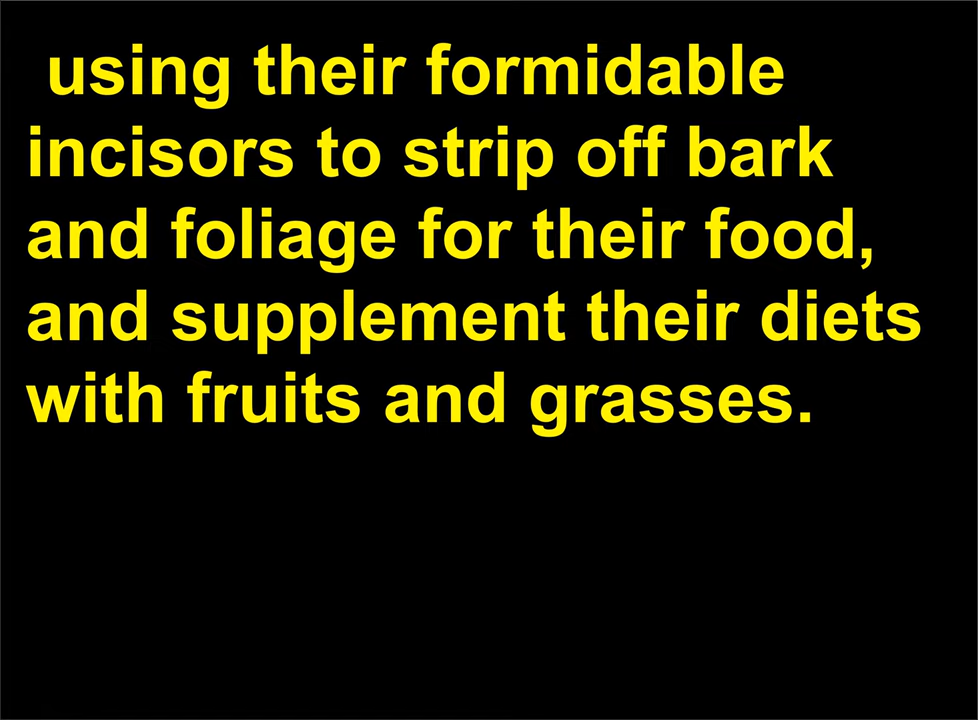 using their formidable
incisors to strip off bark
and foliage for their food,
and supplement their diets
with fruits and grasses.